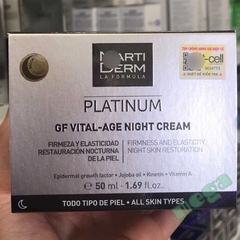 MARTI
DERM
LA FORMULA
PLATINUM
GF VITAL-AGE NIGHT CREAM
FIRMEZA Y ELASTICIDAD
RESTAURACIÓN NOCTURNA
DE LA PIEL
FIRMNESS AND ELASTICITY
NIGHT SKIN RESTORATION
Epidermal growth factor • Jojoba oil • Kinetin • Vitamin A
e 50 ml - 1.69 fl.oz.
TODO TIPO DE PIEL • ALL SKIN TYPES
Mega